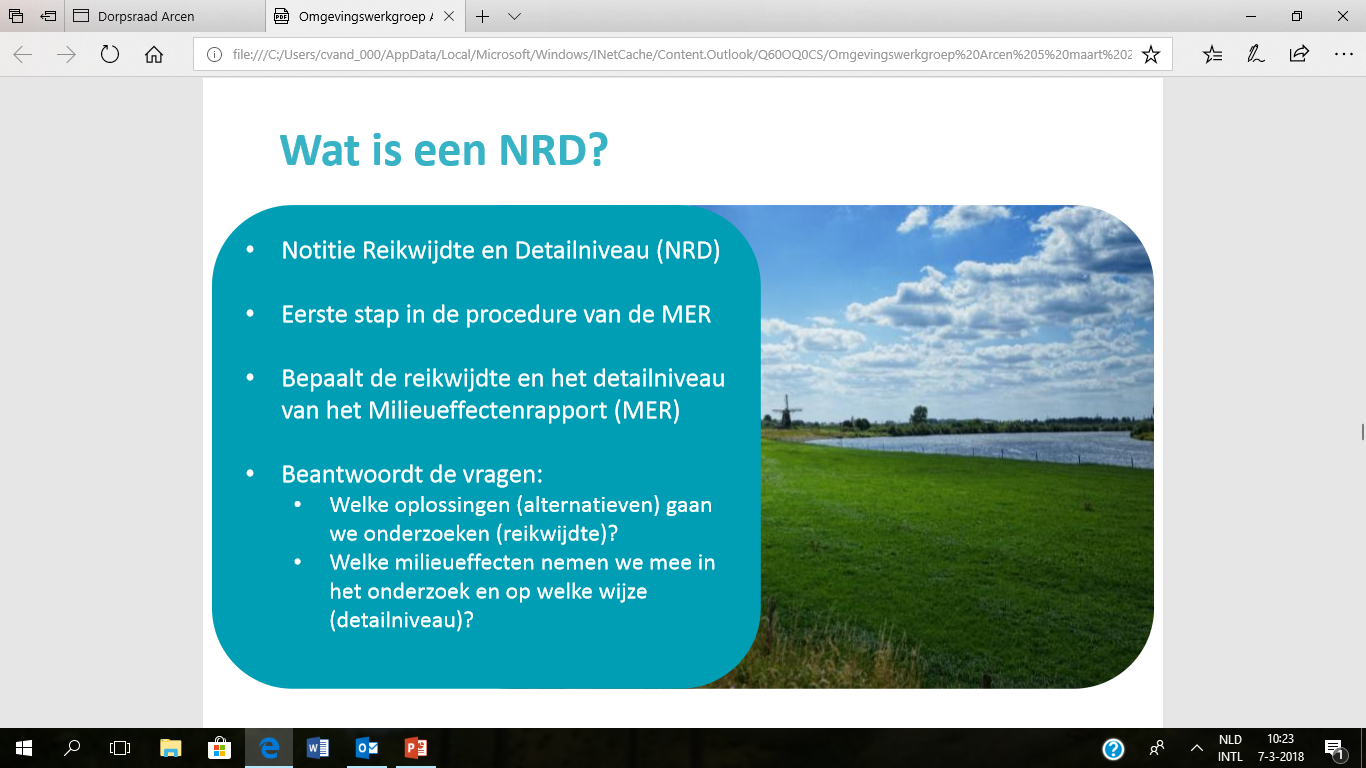 Dorpsraad Arcen
Omgevingswerkgroep A
file:///C:/Users/cvand_000/AppData/Local/Microsoft/Windows/INetCache/Content.Outlook/Q60OQ0CS/Omgevingswerkgroep%20Arcen%205%20maart%202
Wat is een NRD?
• Notitie Reikwijdte en Detailniveau (NRD)
• Eerste stap in de procedure van de MER
• Bepaalt de reikwijdte en het detailniveau
van het Milieueffectenrapport (MER)
• Beantwoordt de vragen:
• Welke oplossingen (alternatieven) gaan
we onderzoeken (reikwijdte)?
• Welke milieueffecten nemen we mee in
het onderzoek en op welke wijze
(detailniveau)?
NLD
INTL
10:23
7-3-2018
1